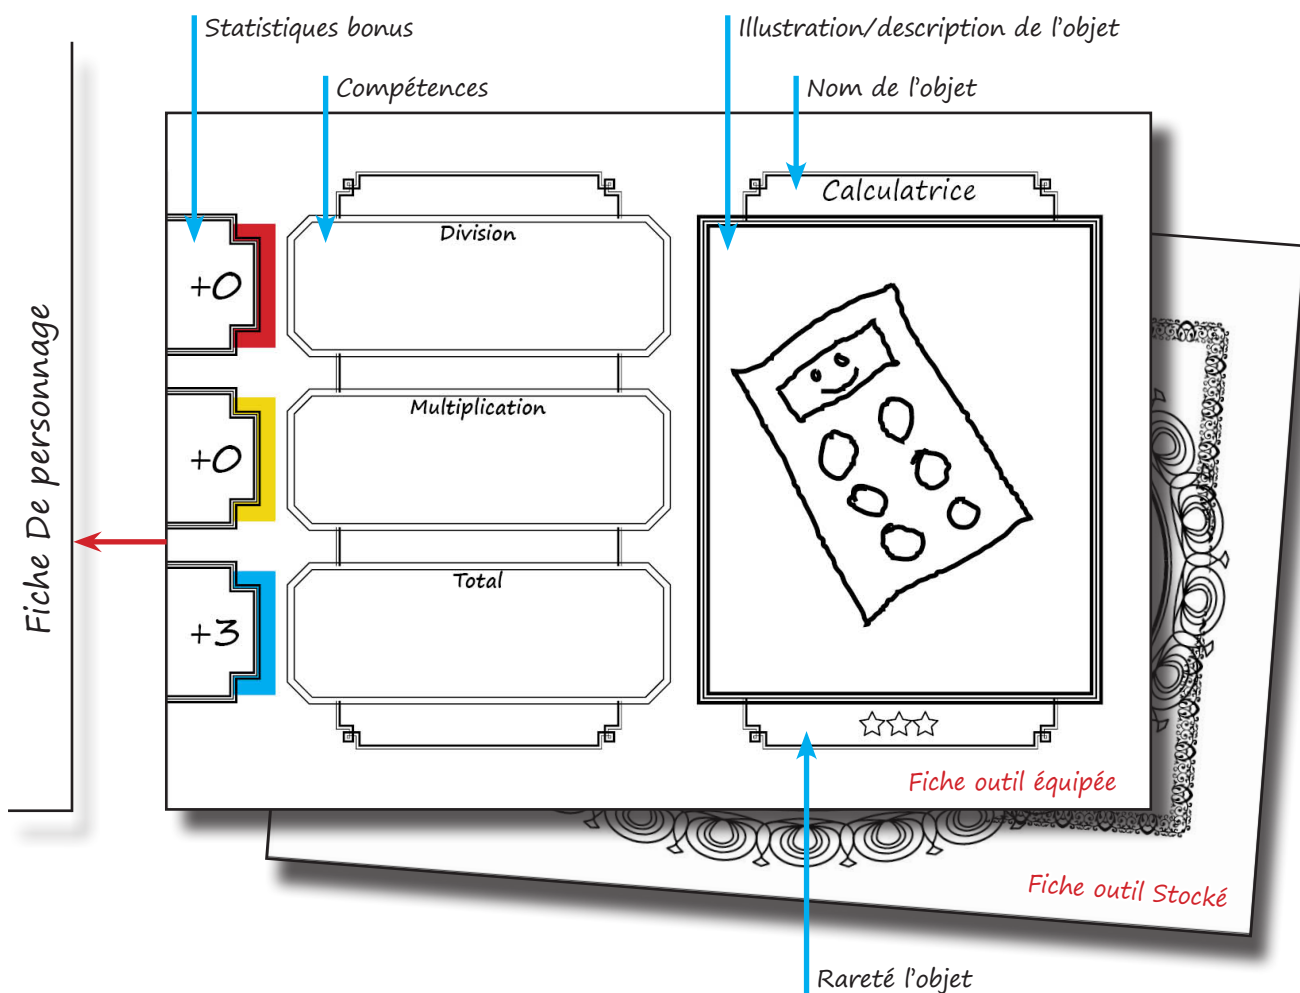 Statistiques bonus
Illustration/description de l'objet
Compétences
Nom de l'objet
Calculatrice
Division
+0
Multiplication
+0
Total
+3
Fiche De personnage
Fiche outil équipée
Fiche outil Stocké
Rareté l'objet